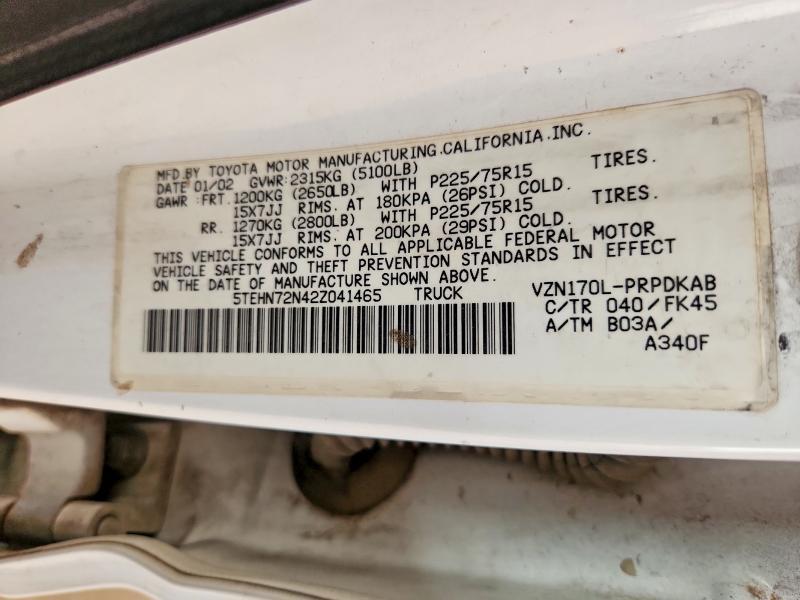 MFD.BY TOYOTA MOTOR MANUFACTURING.CALIFORNIA.INC.
DATE 01/02 GVWR:2315KG (5100LB)
GAWR :FRT.1200KG (2650LB) WITH P225/75R15 TIRES.
15X7JJ RIMS. AT 180KPA (26PSI) COLD.
RR. 1270KG (2800LB) WITH P225/75R15 TIRES.
15X7JJ RIMS. AT 200KPA (29PSI) COLD.
THIS VEHICLE CONFORMS TO ALL APPLICABLE FEDERAL MOTOR
VEHICLE SAFETY AND THEFT PREVENTION STANDARDS IN EFFECT
ON THE DATE OF MANUFACTURE SHOWN ABOVE.
5TEHN72N42Z041465 TRUCK
VZN170L-PRPDKAB
C/TR 040/FK45
A/TM B03A/
A340F